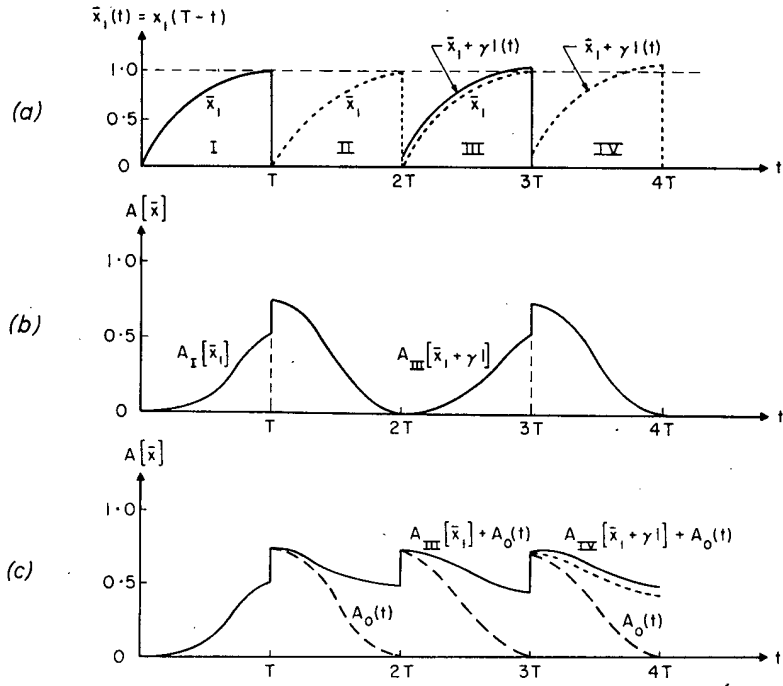 x̄₁(t) = x₁(T-t)
x̄₁ + γ1(t) x̄₁ + γ1(t)
1·0
(a) 0·5 x̄₁ x̄₁ x̄₁
0 I II III IV t
T 2T 3T 4T
A[x̄]
1·0
(b) 0·5 A_I[x̄₁] A_III[x̄₁ + γ1]
0 t
T 2T 3T 4T
A[x̄]
1·0
A_III[x̄₁] + A₀(t) A_IV[x̄₁ + γ1] + A₀(t)
(c) 0·5
A₀(t) A₀(t)
0 t
T 2T 3T 4T